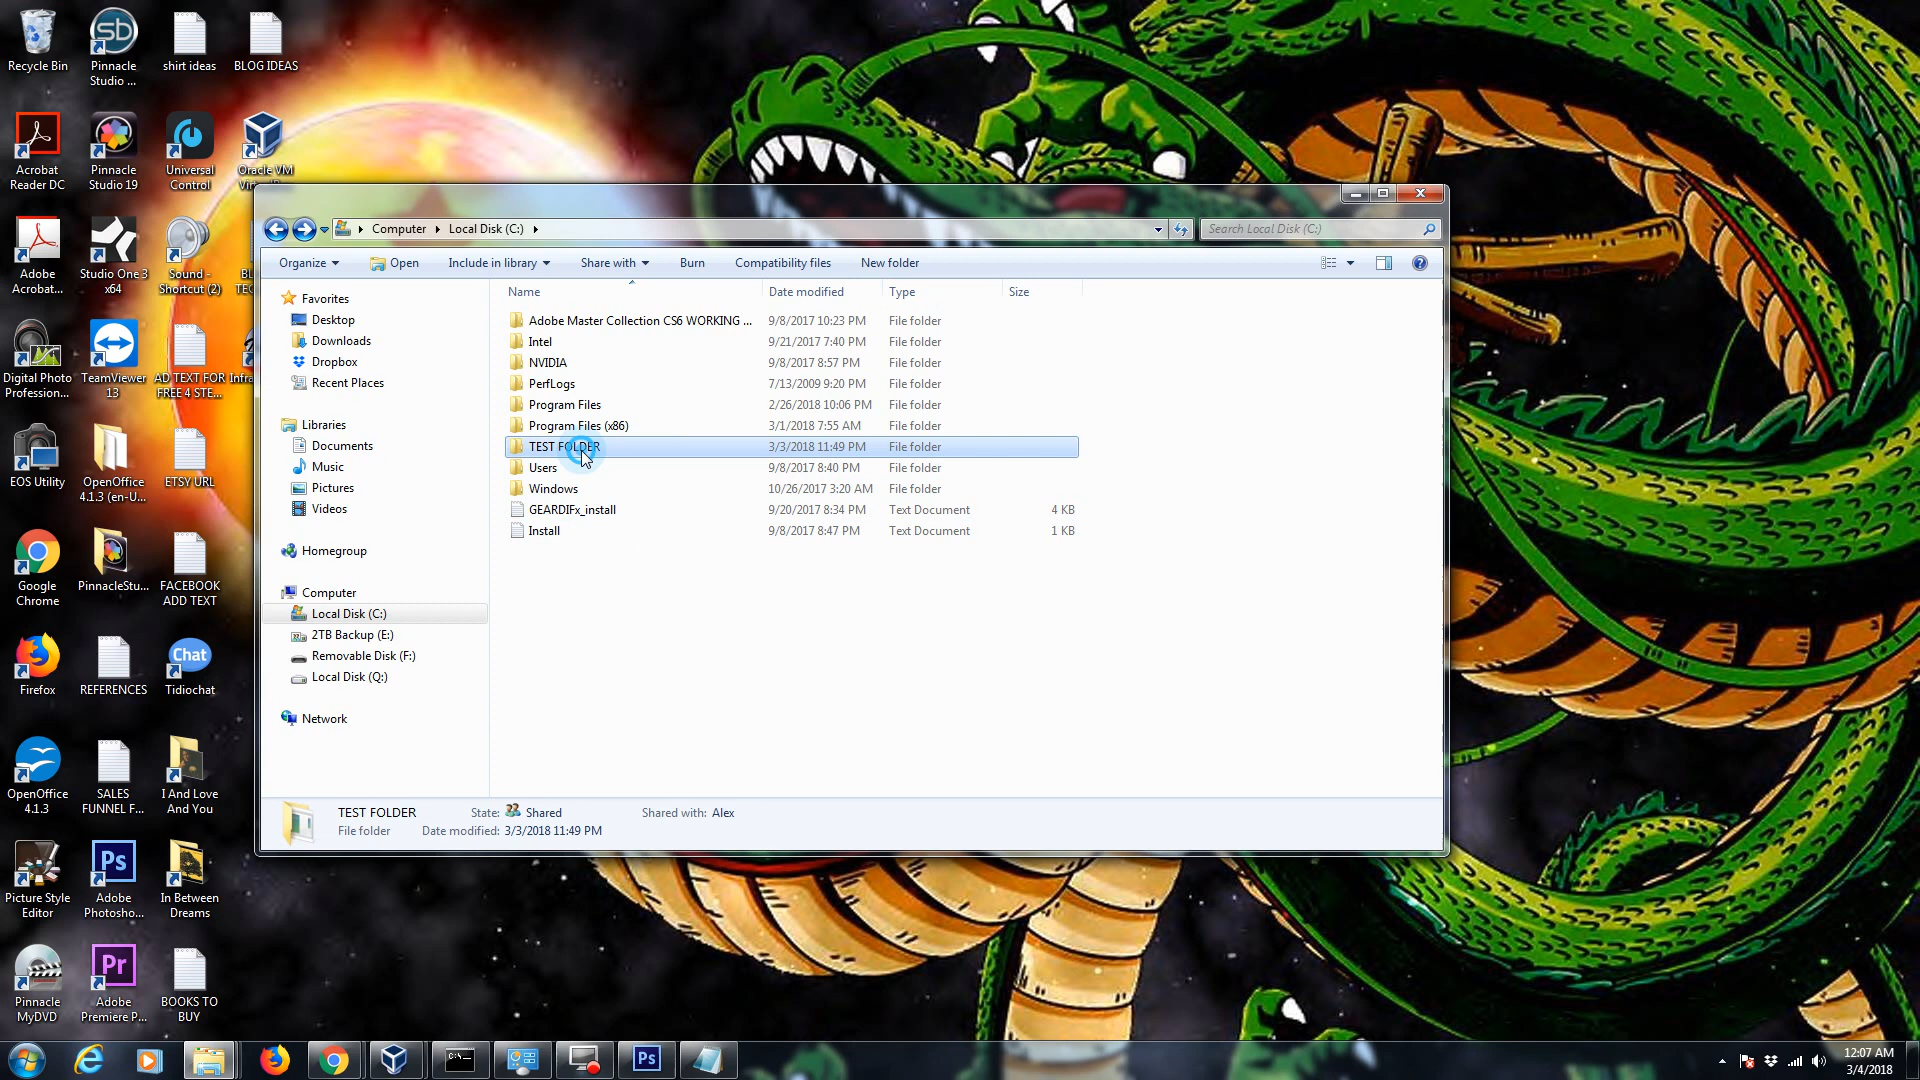 Recycle Bin
Pinnacle
Studio ...
shirt ideas
BLOG IDEAS
Acrobat
Reader DC
Pinnacle
Studio 19
Universal
Control
Oracle VM
Adobe
Acrobat...
Studio One 3
x64
Sound -
Shortcut (2)
Digital Photo
Profession...
TeamViewer
13
AD TEXT FOR
FREE 4 STE...
EOS Utility
OpenOffice
4.1.3 (en-U...
ETSY URL
Google
Chrome
PinnacleStu...
FACEBOOK
ADD TEXT
Firefox
REFERENCES
Chat
Tidiochat
OpenOffice
4.1.3
SALES
FUNNEL F...
I And Love
And You
Picture Style
Editor
Ps
Adobe
Photosho...
In Between
Dreams
Pinnacle
MyDVD
Pr
Adobe
Premiere P...
BOOKS TO
BUY
Computer
Local Disk (C:)
Search Local Disk (C:)
Organize
Open
Include in library
Share with
Burn
Compatibility files
New folder
Favorites
Desktop
Downloads
Dropbox
Recent Places
Libraries
Documents
Music
Pictures
Videos
Homegroup
Computer
Local Disk (C:)
2TB Backup (E:)
Removable Disk (F:)
Local Disk (Q:)
Network
Name Date modified Type Size
Adobe Master Collection CS6 WORKING ... 9/8/2017 10:23 PM File folder
Intel 9/21/2017 7:40 PM File folder
NVIDIA 9/8/2017 8:57 PM File folder
PerfLogs 7/13/2009 9:20 PM File folder
Program Files 2/26/2018 10:06 PM File folder
Program Files (x86) 3/1/2018 7:55 AM File folder
TEST FOLDER 3/3/2018 11:49 PM File folder
Users 9/8/2017 8:40 PM File folder
Windows 10/26/2017 3:20 AM File folder
GEARDIFx_install 9/20/2017 8:34 PM Text Document 4 KB
Install 9/8/2017 8:47 PM Text Document 1 KB
TEST FOLDER State: Shared Shared with: Alex
File folder Date modified: 3/3/2018 11:49 PM
Ps
12:07 AM
3/4/2018